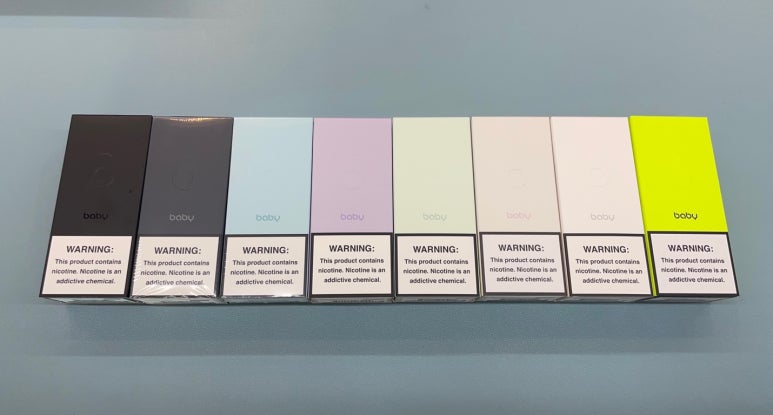 baby
WARNING:
This product contains
nicotine. Nicotine is an
addictive chemical.
baby
WARNING:
This product contains
nicotine. Nicotine is an
addictive chemical.
baby
WARNING:
This product contains
nicotine. Nicotine is an
addictive chemical.
baby
WARNING:
This product contains
nicotine. Nicotine is an
addictive chemical.
baby
WARNING:
This product contains
nicotine. Nicotine is an
addictive chemical.
baby
WARNING:
This product contains
nicotine. Nicotine is an
addictive chemical.
baby
WARNING:
This product contains
nicotine. Nicotine is an
addictive chemical.
baby
WARNING:
This product contains
nicotine. Nicotine is an
addictive chemical.